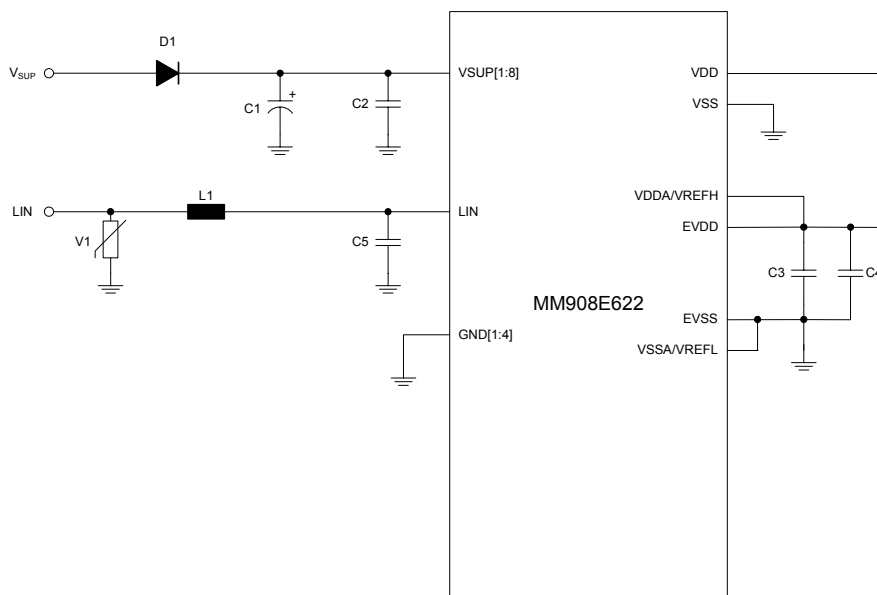 D1
VSUP
VSUP[1:8]
VDD
+
C1
C2
VSS
L1
VDDA/VREFH
LIN
LIN
EVDD
V1
C5
C3
C4
MM908E622
EVSS
GND[1:4]
VSSA/VREFL